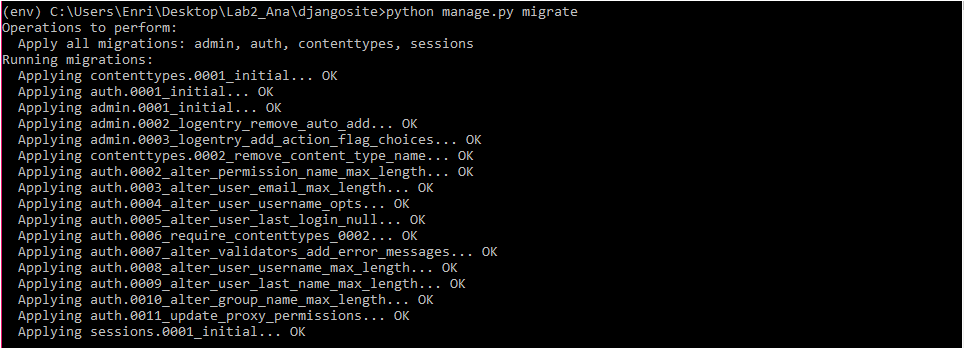 (env) C:\Users\Enri\Desktop\Lab2_Ana\djangosite>python manage.py migrate
Operations to perform:
  Apply all migrations: admin, auth, contenttypes, sessions
Running migrations:
  Applying contenttypes.0001_initial... OK
  Applying auth.0001_initial... OK
  Applying admin.0001_initial... OK
  Applying admin.0002_logentry_remove_auto_add... OK
  Applying admin.0003_logentry_add_action_flag_choices... OK
  Applying contenttypes.0002_remove_content_type_name... OK
  Applying auth.0002_alter_permission_name_max_length... OK
  Applying auth.0003_alter_user_email_max_length... OK
  Applying auth.0004_alter_user_username_opts... OK
  Applying auth.0005_alter_user_last_login_null... OK
  Applying auth.0006_require_contenttypes_0002... OK
  Applying auth.0007_alter_validators_add_error_messages... OK
  Applying auth.0008_alter_user_username_max_length... OK
  Applying auth.0009_alter_user_last_name_max_length... OK
  Applying auth.0010_alter_group_name_max_length... OK
  Applying auth.0011_update_proxy_permissions... OK
  Applying sessions.0001_initial... OK